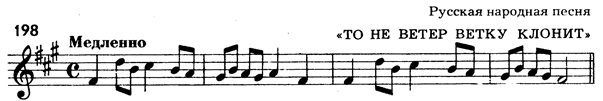 Русская народная песня
198
Медленно
«ТО НЕ ВЕТЕР ВЕТКУ КЛОНИТ»